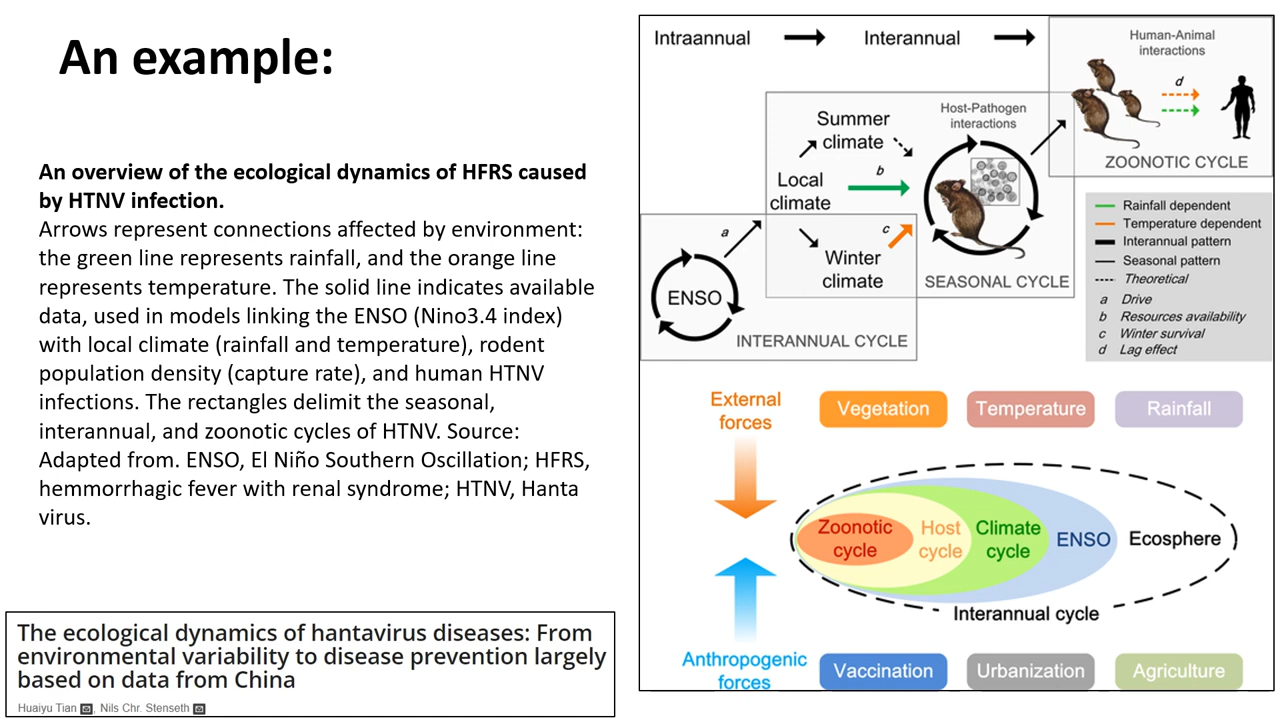 An example:
An overview of the ecological dynamics of HFRS caused
by HTNV infection.
Arrows represent connections affected by environment:
the green line represents rainfall, and the orange line
represents temperature. The solid line indicates available
data, used in models linking the ENSO (Nino3.4 index)
with local climate (rainfall and temperature), rodent
population density (capture rate), and human HTNV
infections. The rectangles delimit the seasonal,
interannual, and zoonotic cycles of HTNV. Source:
Adapted from. ENSO, El Niño Southern Oscillation; HFRS,
hemmorrhagic fever with renal syndrome; HTNV, Hanta
virus.
The ecological dynamics of hantavirus diseases: From
environmental variability to disease prevention largely
based on data from China
Huaiyu Tian, Nils Chr. Stenseth
Intraannual
Interannual
Human-Animal
interactions
d
ZOONOTIC CYCLE
Summer
climate
Host-Pathogen
interactions
b
Local
climate
a
c
Winter
climate
SEASONAL CYCLE
ENSO
INTERANNUAL CYCLE
Rainfall dependent
Temperature dependent
Interannual pattern
Seasonal pattern
Theoretical
a Drive
b Resources availability
c Winter survival
d Lag effect
External
forces
Vegetation
Temperature
Rainfall
Zoonotic
cycle
Host
cycle
Climate
cycle
ENSO
Ecosphere
Interannual cycle
Anthropogenic
forces
Vaccination
Urbanization
Agriculture